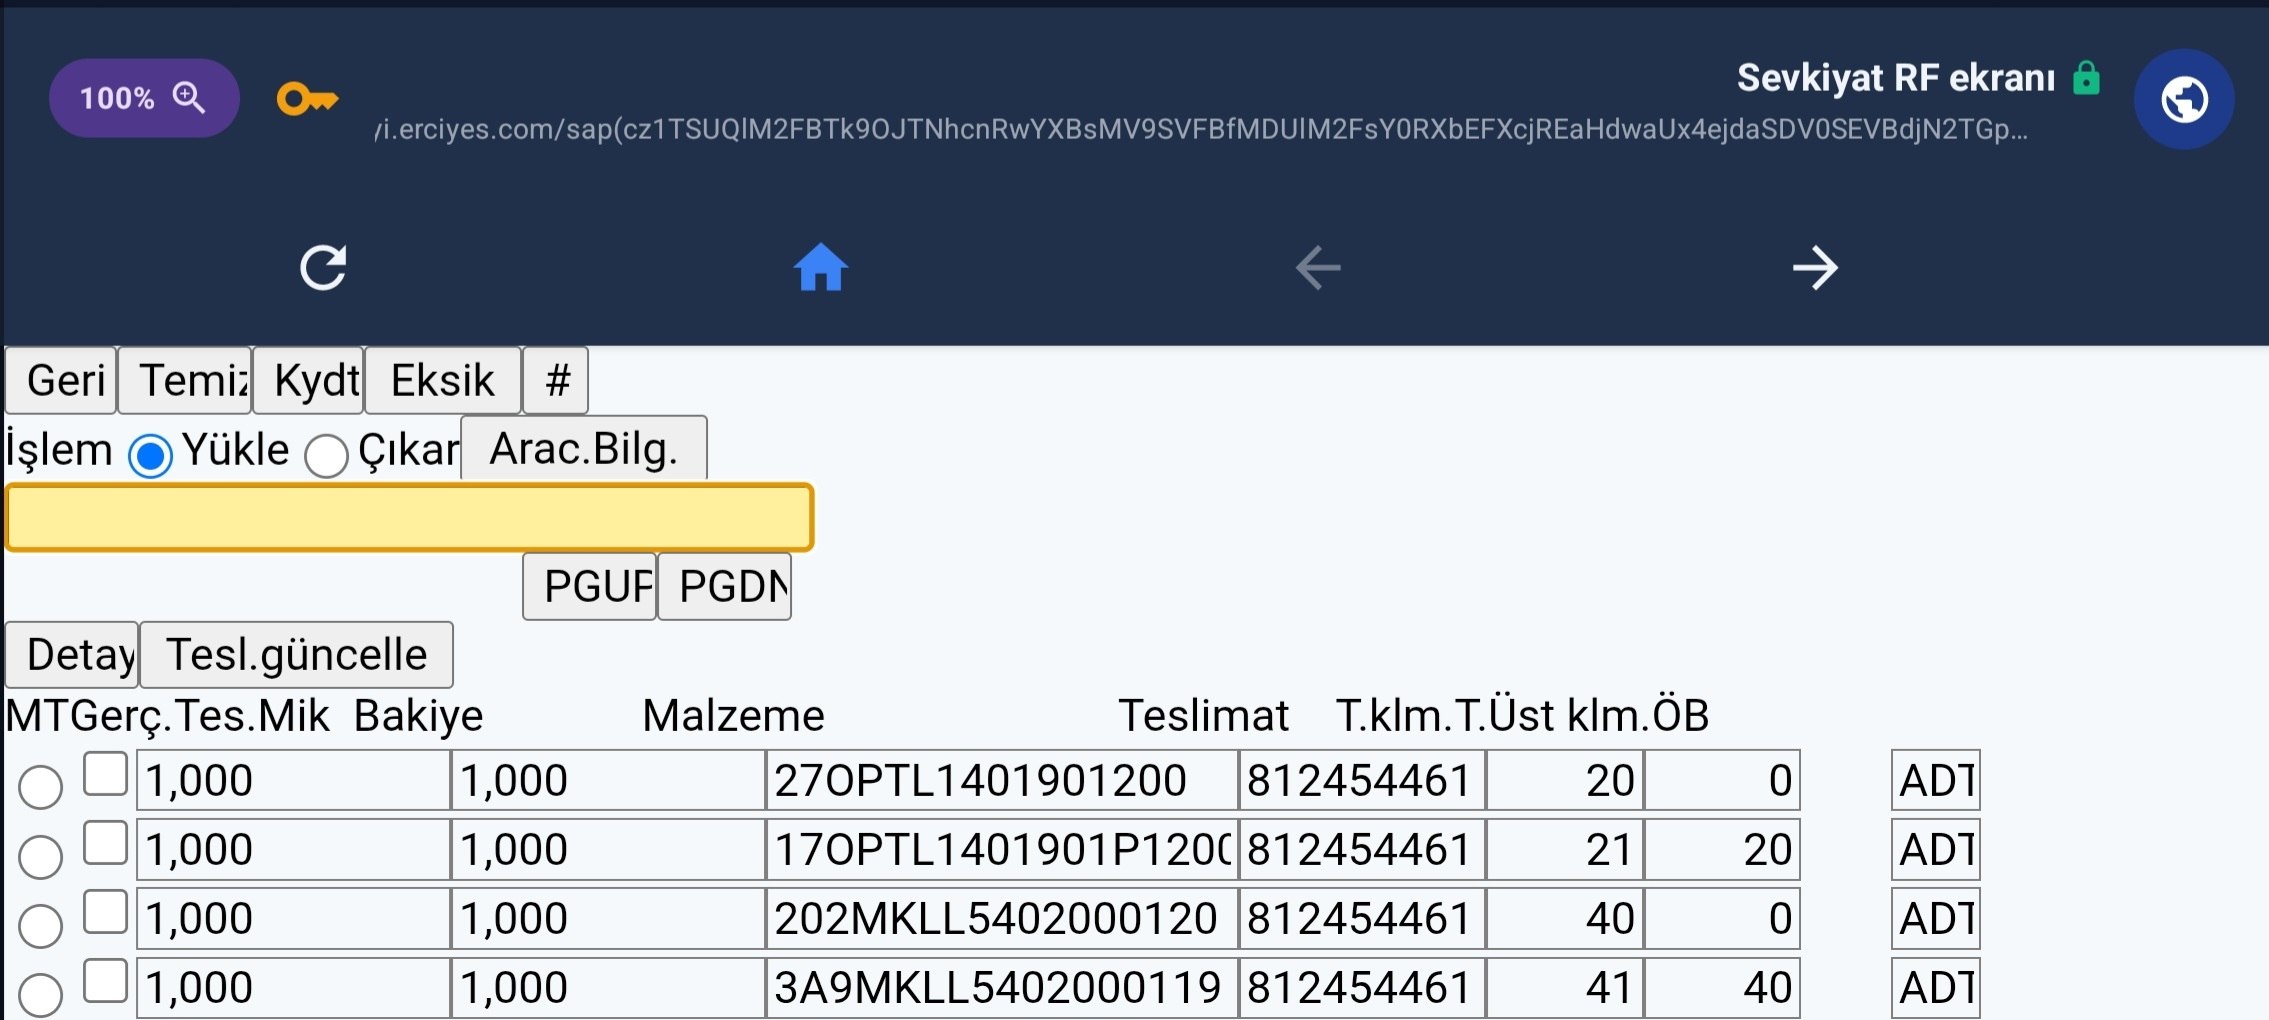 100%
Sevkiyat RF ekranı
/i.erciyes.com/sap(cz1TSUQlM2FBTk9OJTNhcnRwYXBsMV9SVFBfMDUlM2FsY0RXbEFXcjREaHdwaUx4ejdaSDV0SEVBdjN2TGp...
Geri Temiz Kydt Eksik #
İşlem Yükle Çıkar Arac.Bilg.
PGUP PGDN
Detay Tesl.güncelle
MTGerç.Tes.Mik Bakiye Malzeme Teslimat T.klm.T.Üst klm.ÖB
1,000 1,000 27OPTL1401901200 812454461 20 0 ADT
1,000 1,000 17OPTL1401901P1200 812454461 21 20 ADT
1,000 1,000 202MKLL5402000120 812454461 40 0 ADT
1,000 1,000 3A9MKLL5402000119 812454461 41 40 ADT